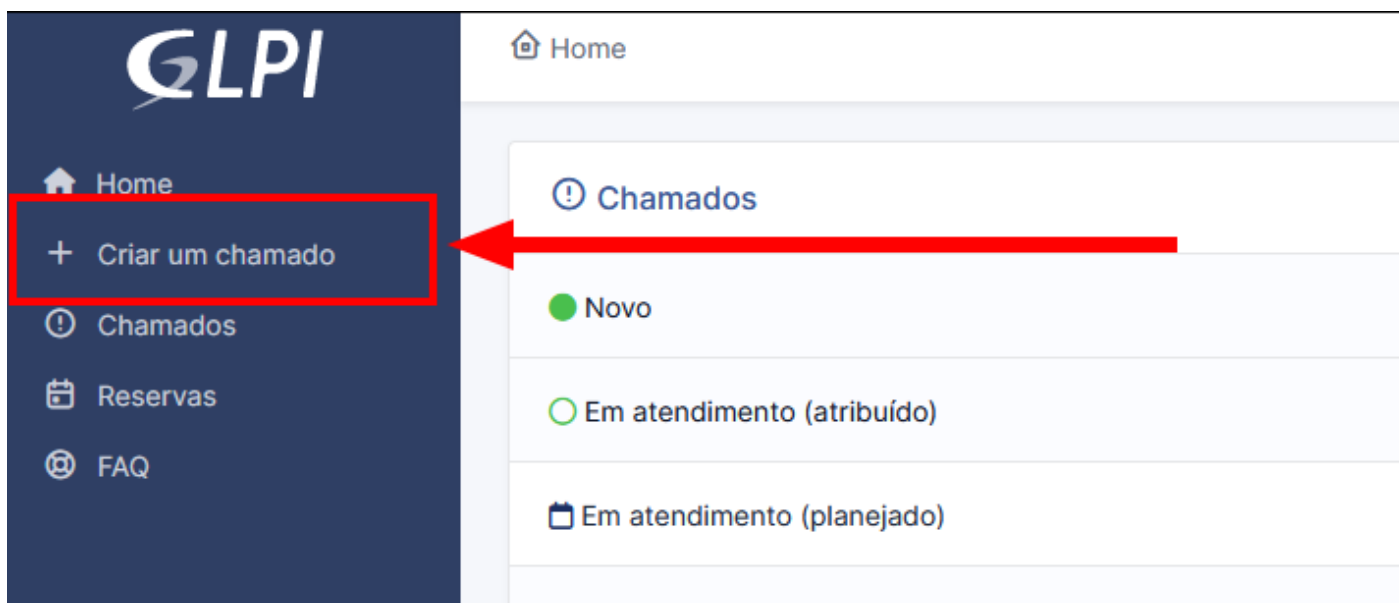 GLPI
Home
Criar um chamado
Chamados
Reservas
FAQ
Home
Chamados
Novo
Em atendimento (atribuído)
Em atendimento (planejado)